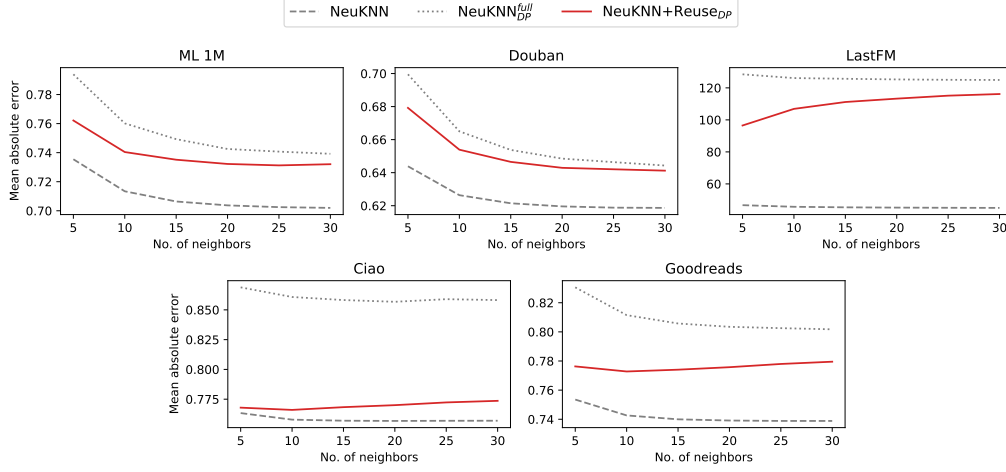 NeuKNN NeuKNN_DP^full NeuKNN+Reuse_DP
ML 1M Douban LastFM
Mean absolute error
0.78
0.76
0.74
0.72
0.70
5 10 15 20 25 30
No. of neighbors
0.70
0.68
0.66
0.64
0.62
5 10 15 20 25 30
No. of neighbors
120
100
80
60
5 10 15 20 25 30
No. of neighbors
Ciao Goodreads
Mean absolute error
0.850
0.825
0.800
0.775
5 10 15 20 25 30
No. of neighbors
0.82
0.80
0.78
0.76
0.74
5 10 15 20 25 30
No. of neighbors